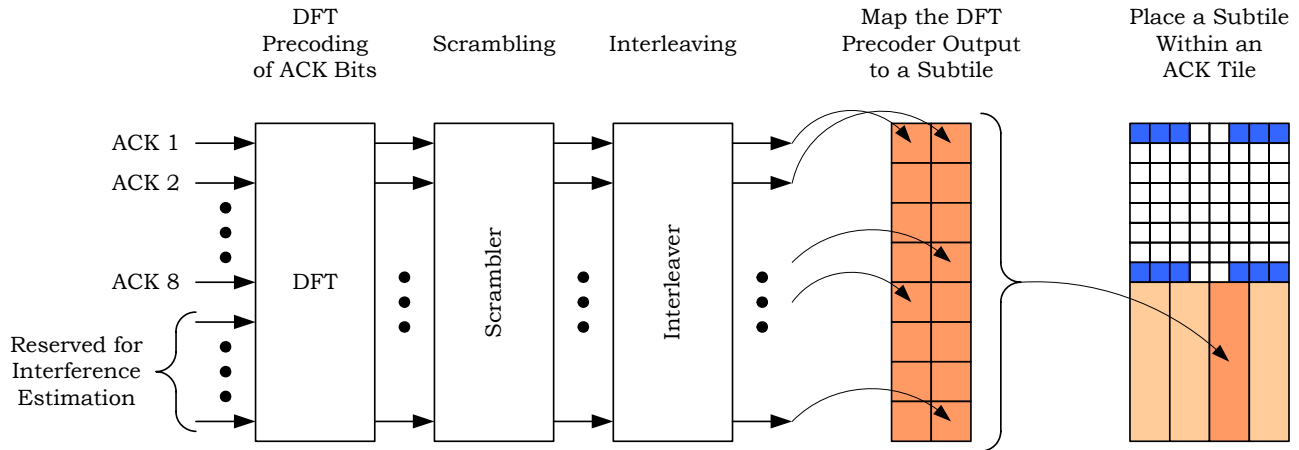 DFT
Precoding
of ACK Bits
Scrambling
Interleaving
Map the DFT
Precoder Output
to a Subtile
Place a Subtile
Within an
ACK Tile
ACK 1
ACK 2
ACK 8
DFT
Scrambler
Interleaver
Reserved for
Interference
Estimation